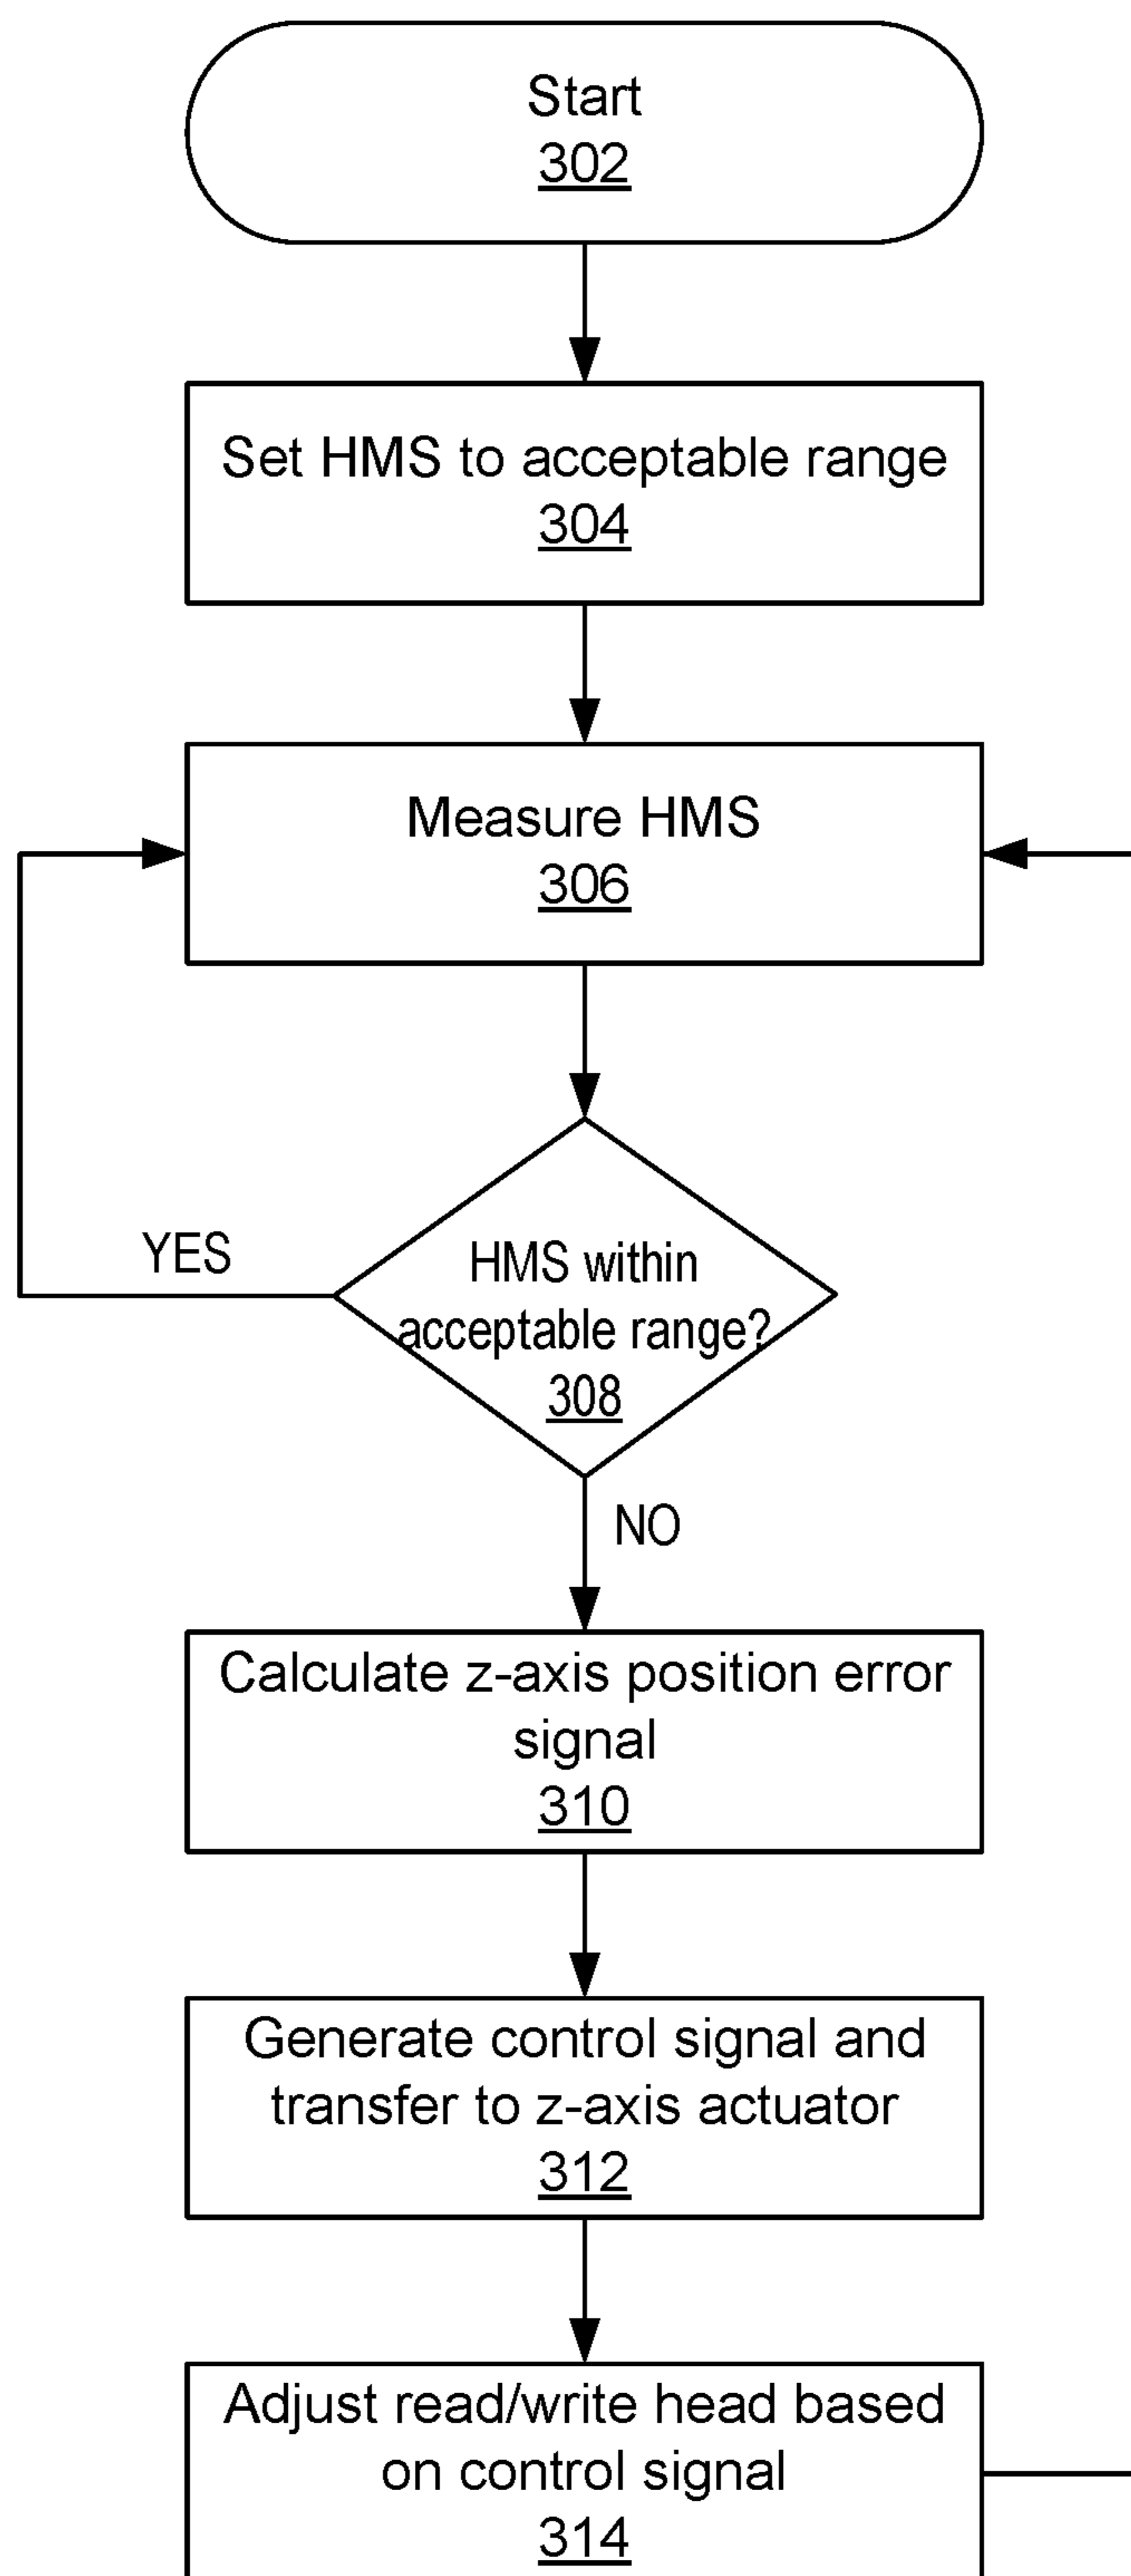 Start
302
Set HMS to acceptable range
304
Measure HMS
306
YES
HMS within
acceptable range?
308
NO
Calculate z-axis position error
signal
310
Generate control signal and
transfer to z-axis actuator
312
Adjust read/write head based
on control signal
314